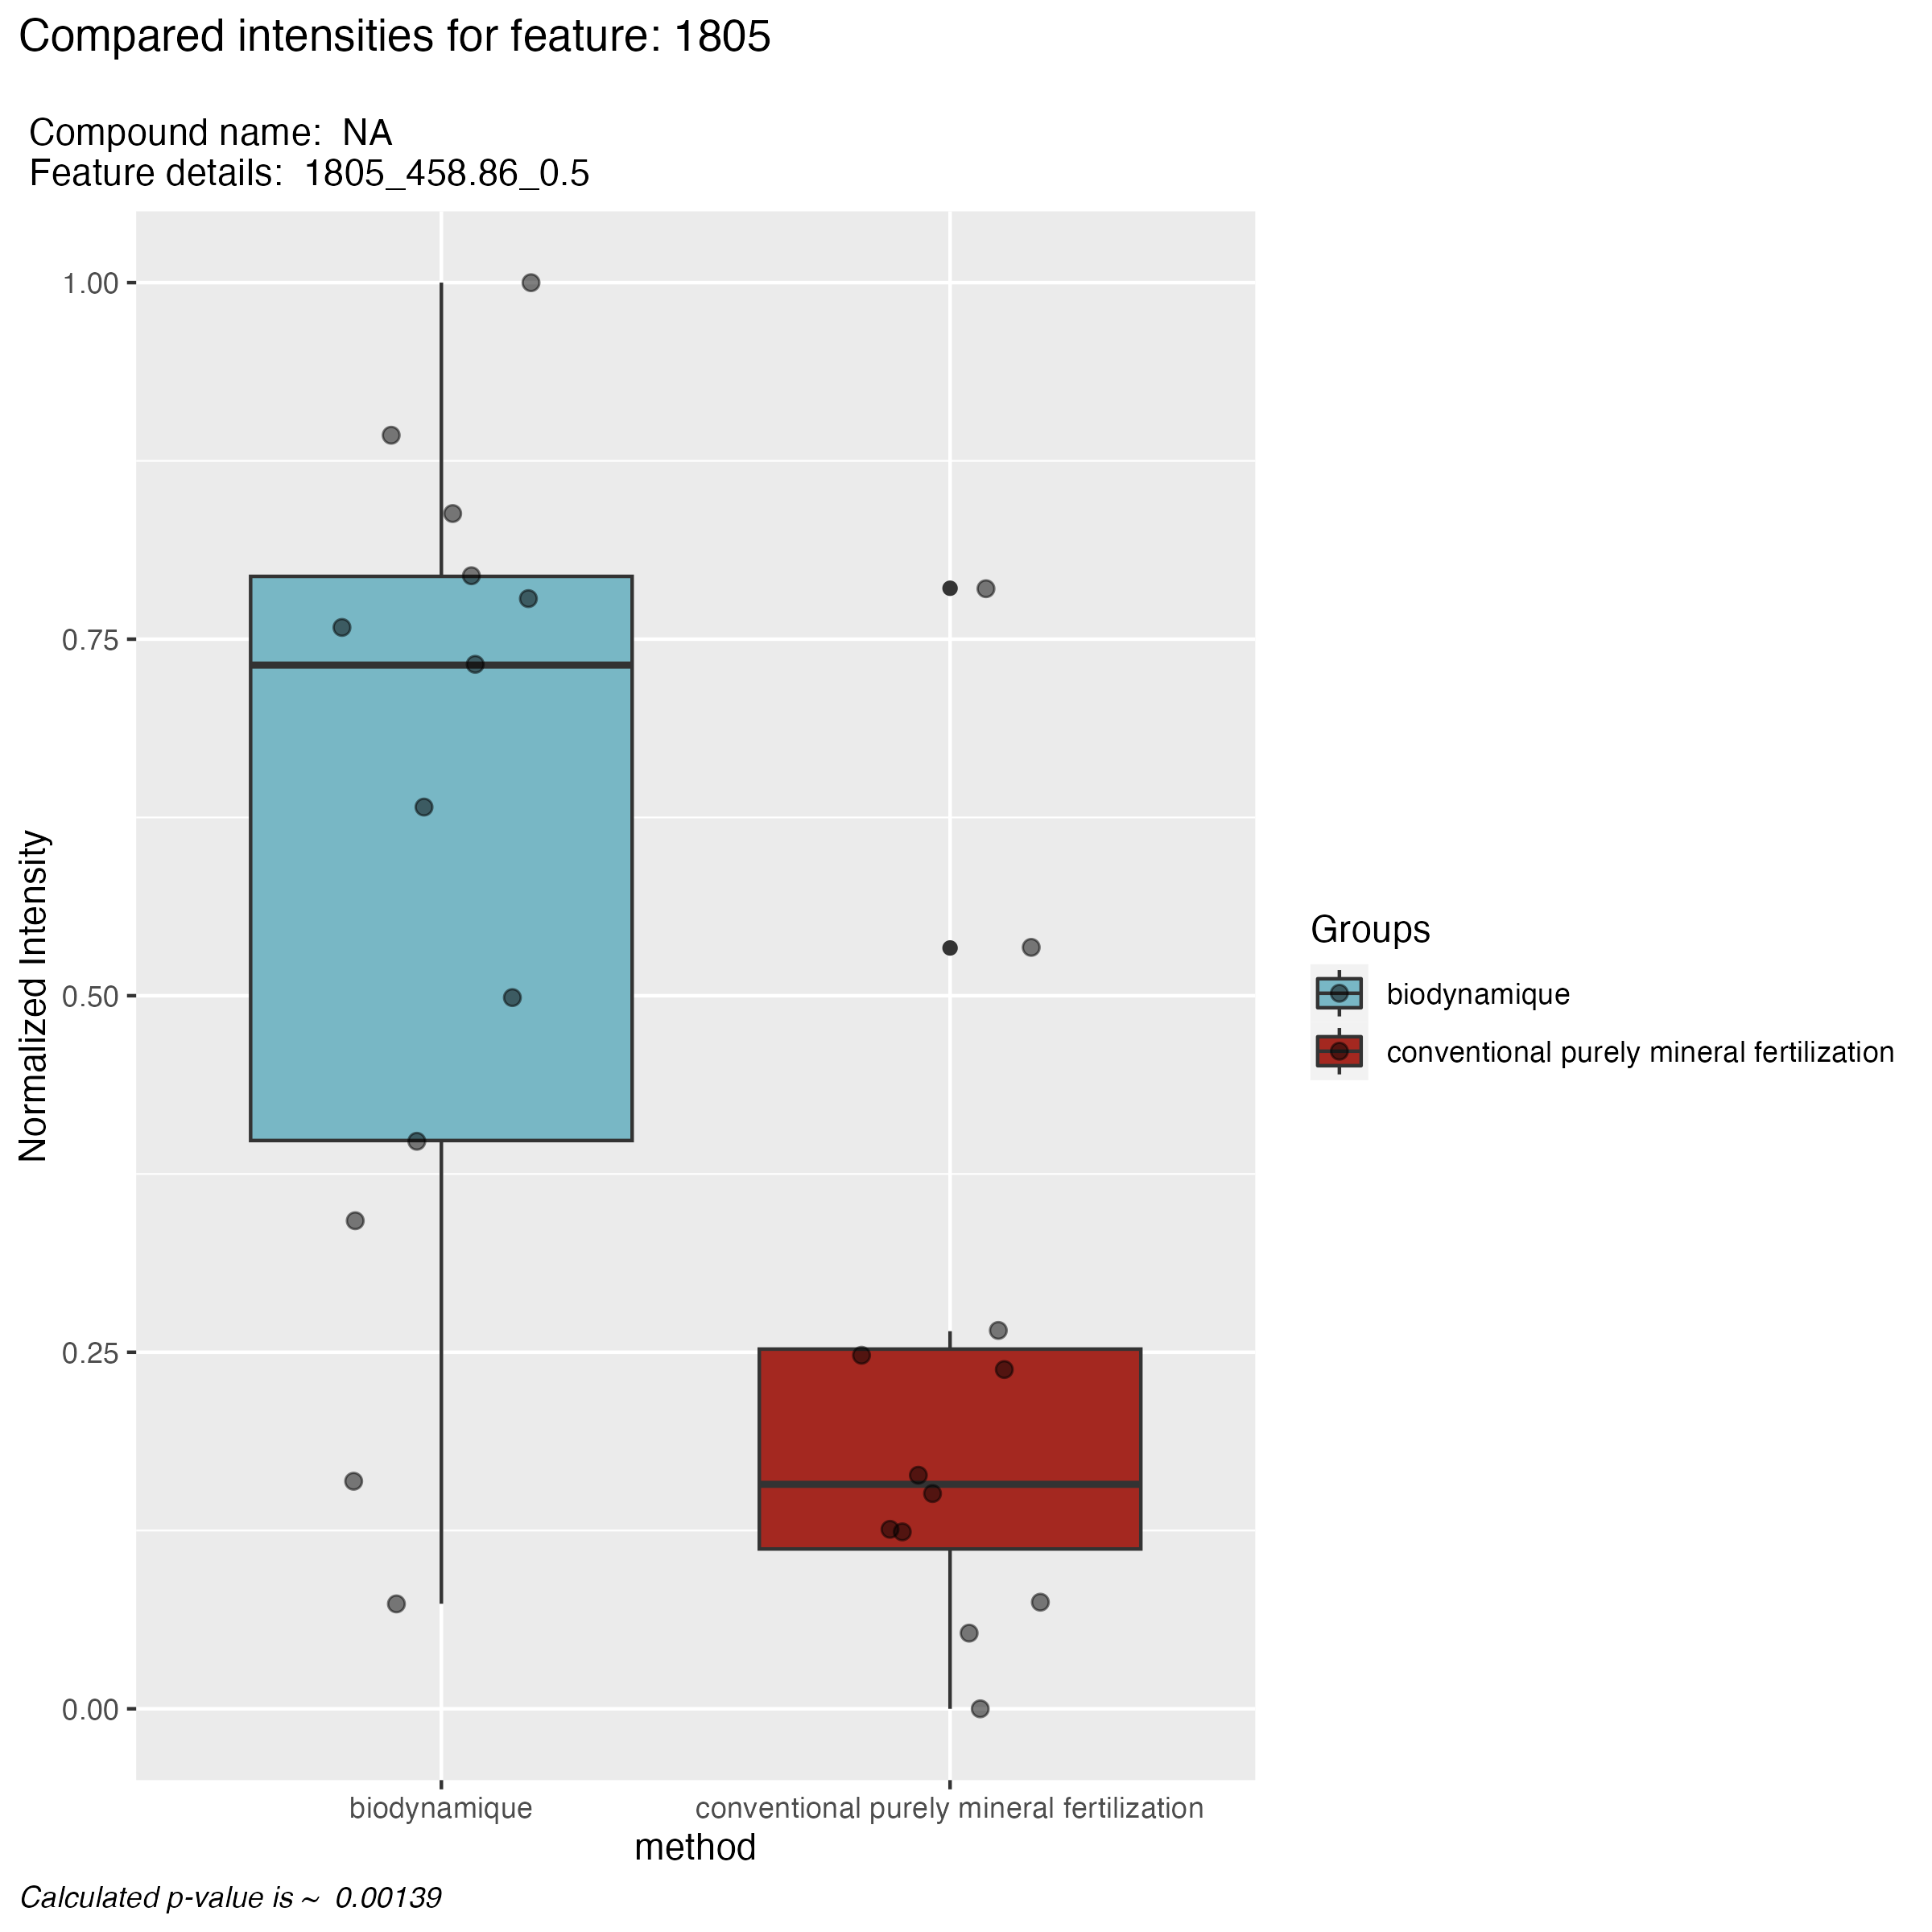 Compared intensities for feature: 1805
Compound name:  NA
Feature details:  1805_458.86_0.5
Normalized Intensity
1.00
0.75
0.50
0.25
0.00
biodynamique
conventional purely mineral fertilization
method
Groups
biodynamique
conventional purely mineral fertilization
Calculated p-value is ~  0.00139